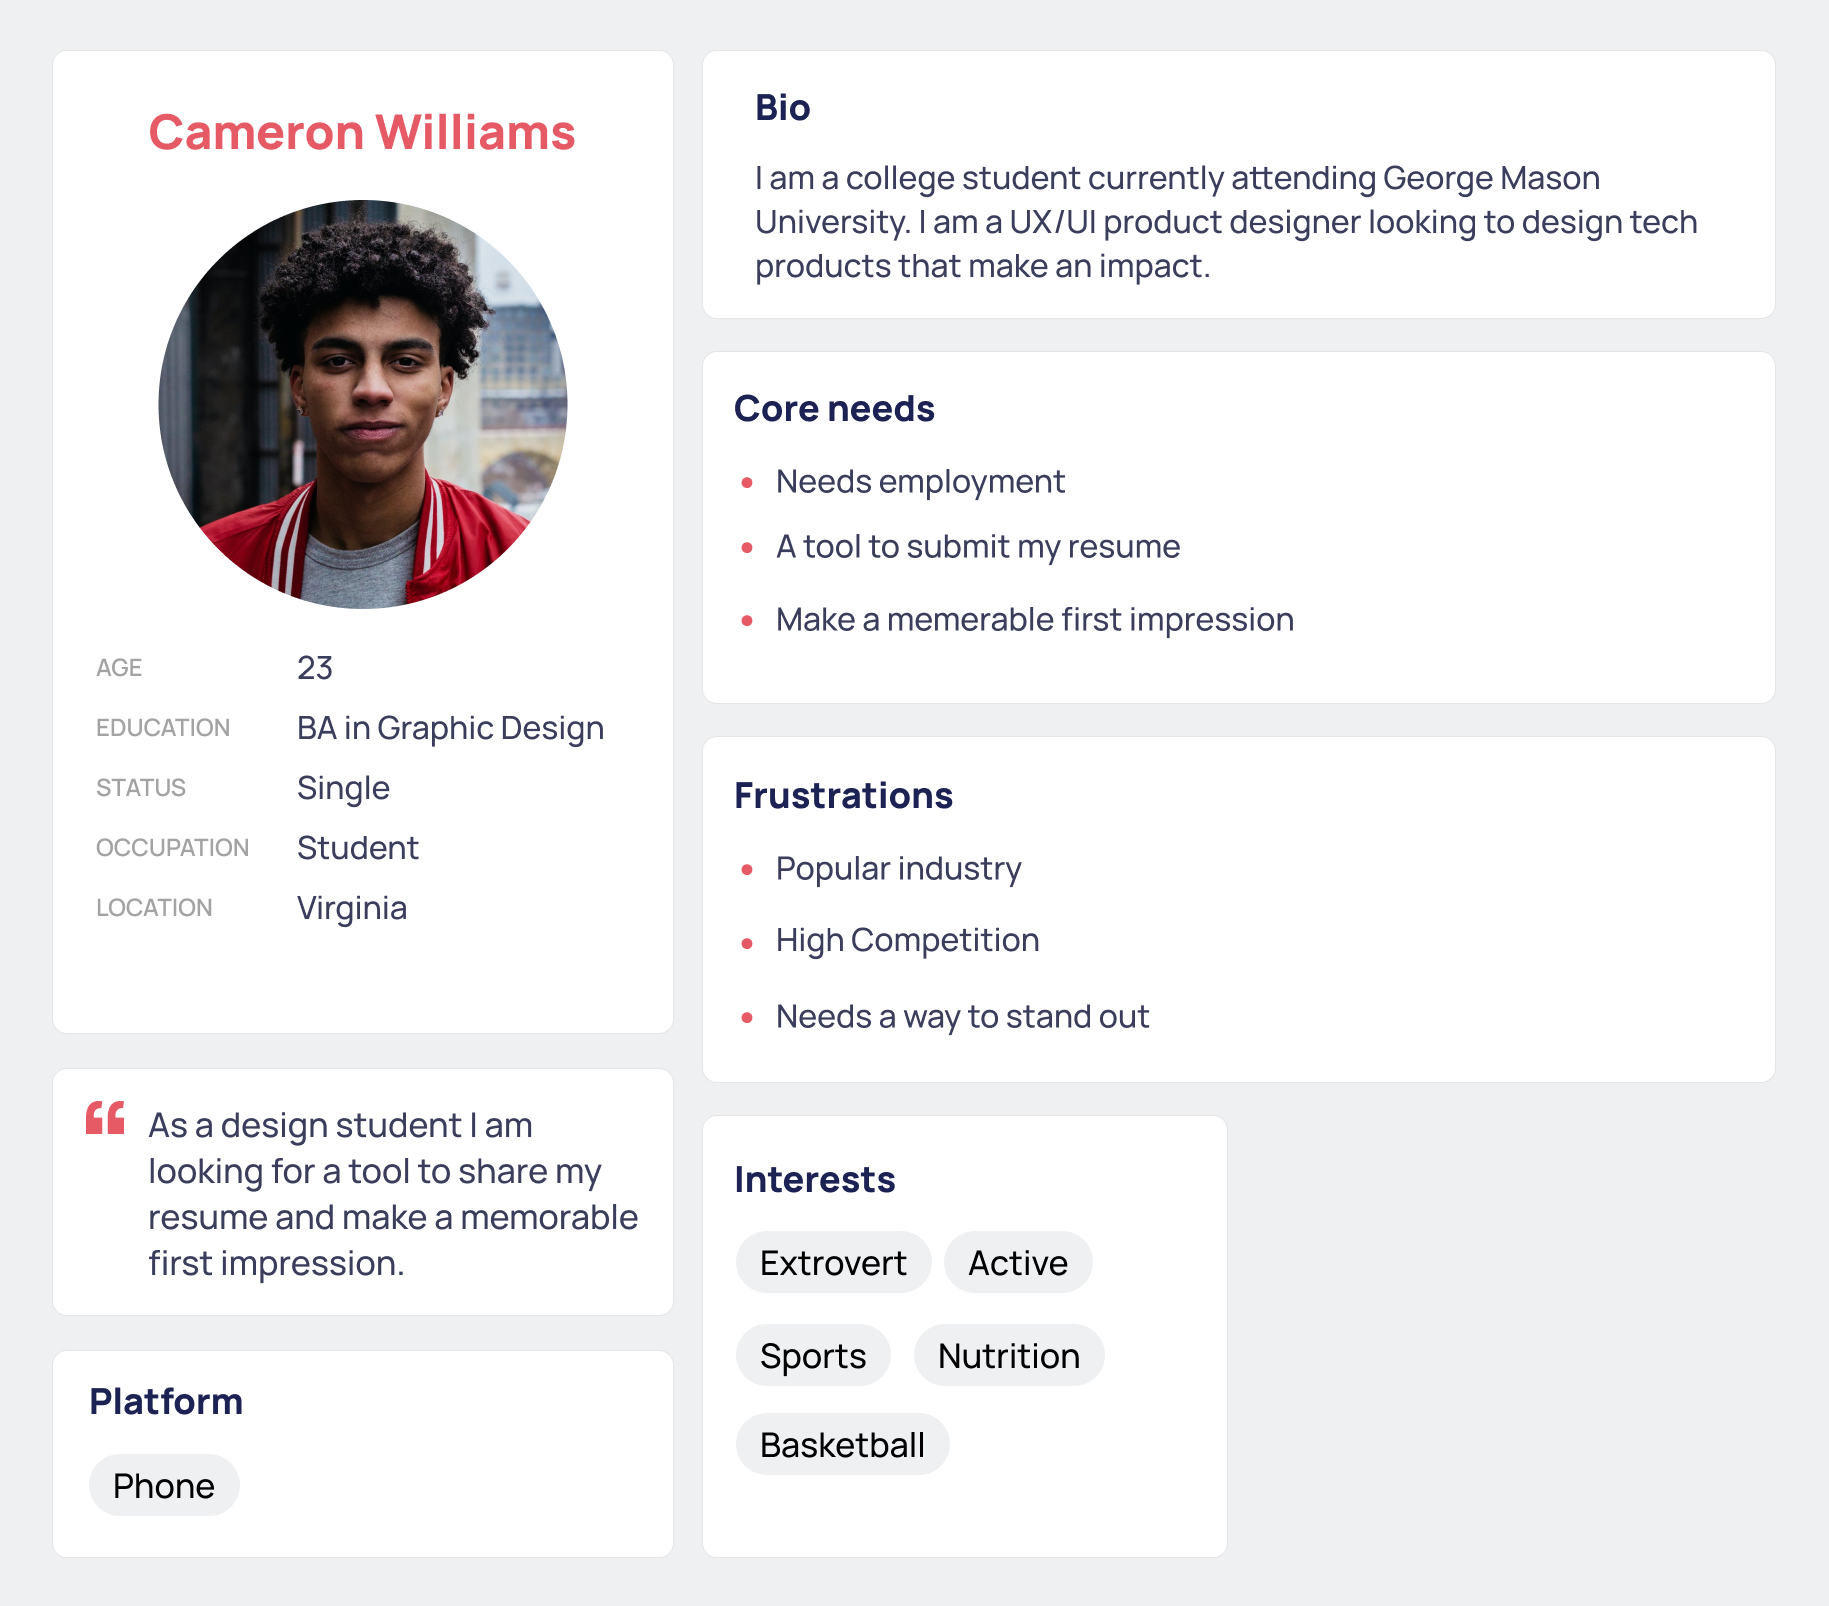 Cameron Williams
AGE 23
EDUCATION BA in Graphic Design
STATUS Single
OCCUPATION Student
LOCATION Virginia
“
As a design student I am
looking for a tool to share my
resume and make a memorable
first impression.
Platform
Phone
Bio
I am a college student currently attending George Mason
University. I am a UX/UI product designer looking to design tech
products that make an impact.
Core needs
• Needs employment
• A tool to submit my resume
• Make a memerable first impression
Frustrations
• Popular industry
• High Competition
• Needs a way to stand out
Interests
Extrovert Active
Sports Nutrition
Basketball